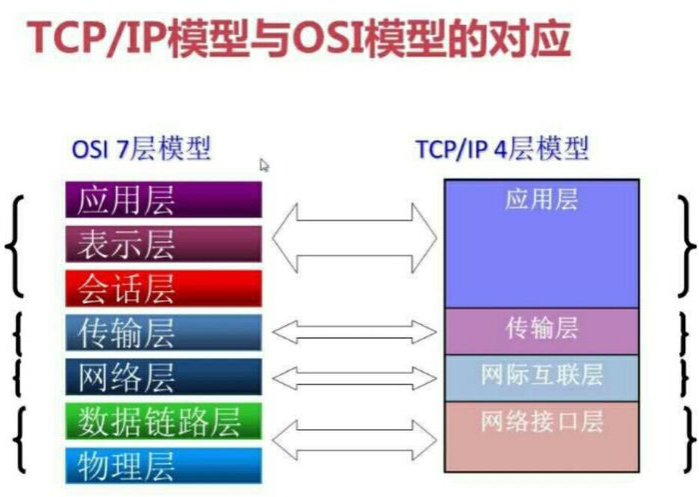 TCP/IP模型与OSI模型的对应
OSI 7层模型
应用层
表示层
会话层
传输层
网络层
数据链路层
物理层
TCP/IP 4层模型
应用层
传输层
网际互联层
网络接口层